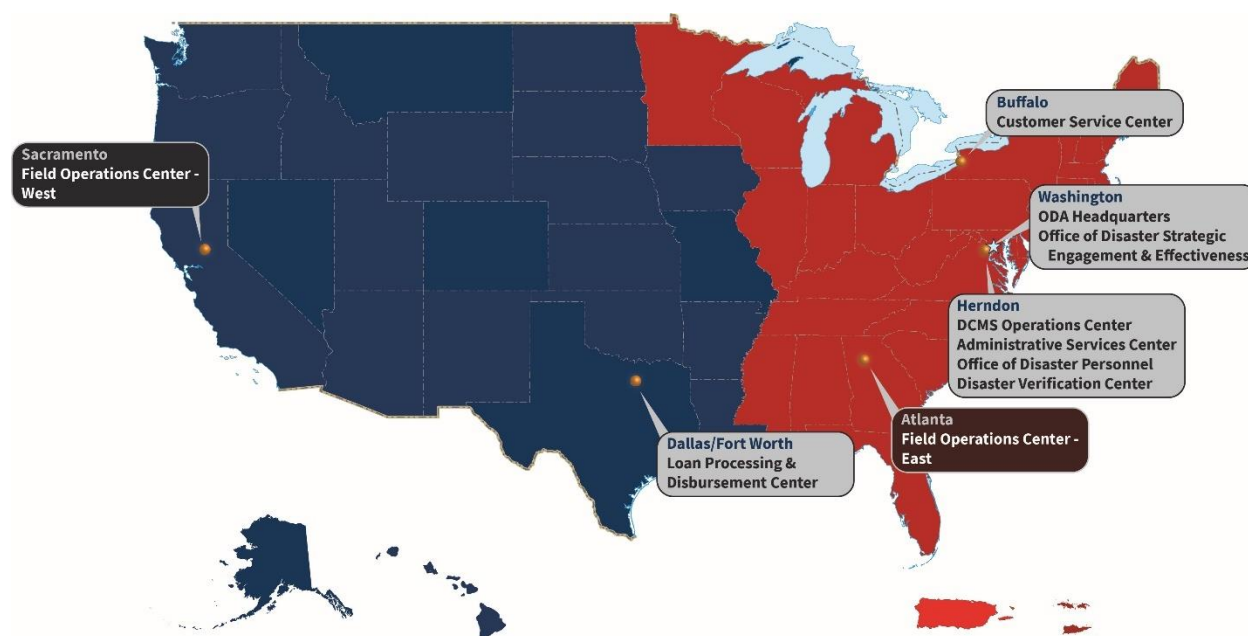 Buffalo
Customer Service Center
Sacramento
Field Operations Center -
West
Washington
ODA Headquarters
Office of Disaster Strategic
Engagement & Effectiveness
Herndon
DCMS Operations Center
Administrative Services Center
Office of Disaster Personnel
Disaster Verification Center
Atlanta
Field Operations Center -
East
Dallas/Fort Worth
Loan Processing &
Disbursement Center